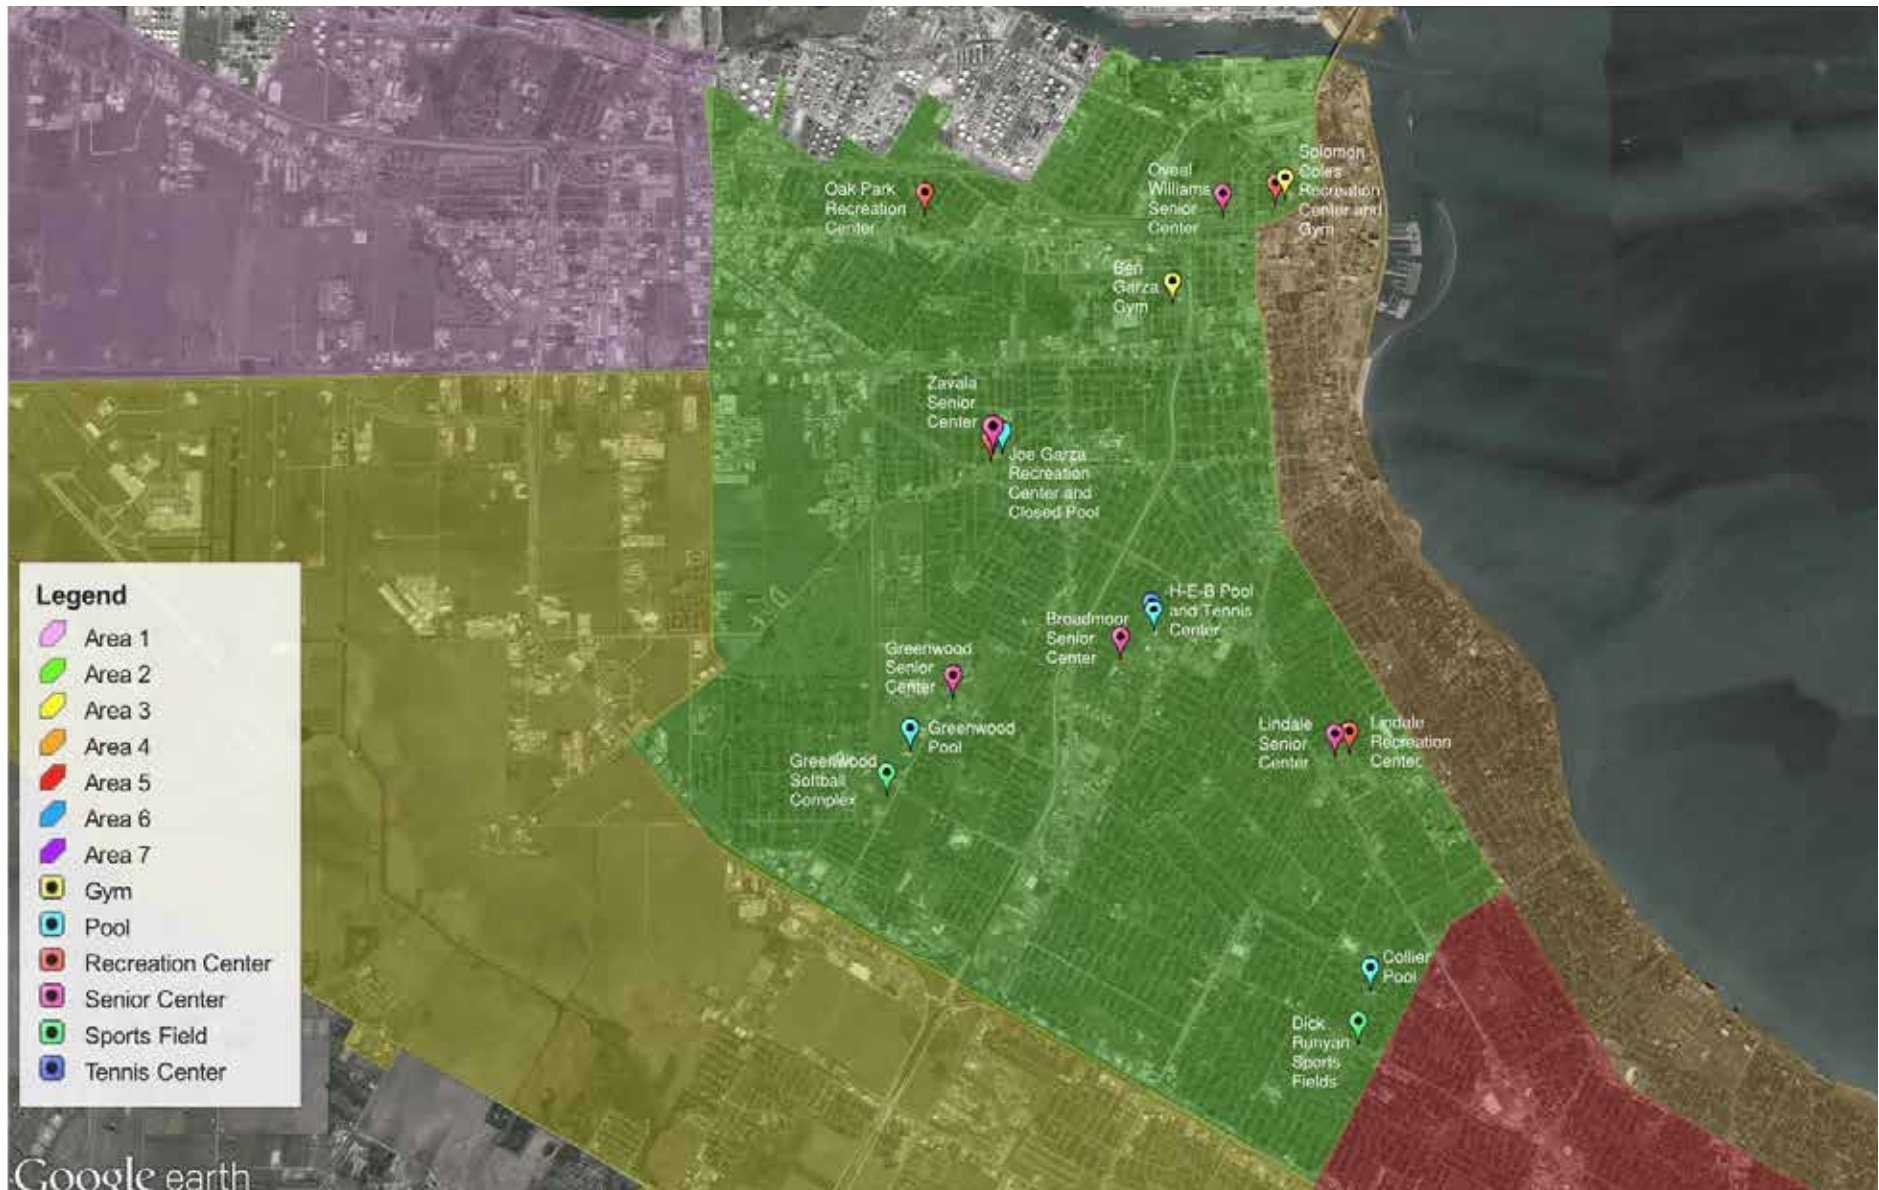 Oak Park
Recreation
Center
Oveal
Williams
Senior
Center
Solomon
Coles
Recreation
Center and
Gym
Ben
Garza
Gym
Zavala
Senior
Center
Joe Garza
Recreation
Center and
Closed Pool
H-E-B Pool
and Tennis
Center
Broadmoor
Senior
Center
Greenwood
Senior
Center
Greenwood
Pool
Greenwood
Softball
Complex
Lindale
Senior
Center
Lindale
Recreation
Center
Collier
Pool
Dick
Runyan
Sports
Fields
Legend
Area 1
Area 2
Area 3
Area 4
Area 5
Area 6
Area 7
Gym
Pool
Recreation Center
Senior Center
Sports Field
Tennis Center
Google earth